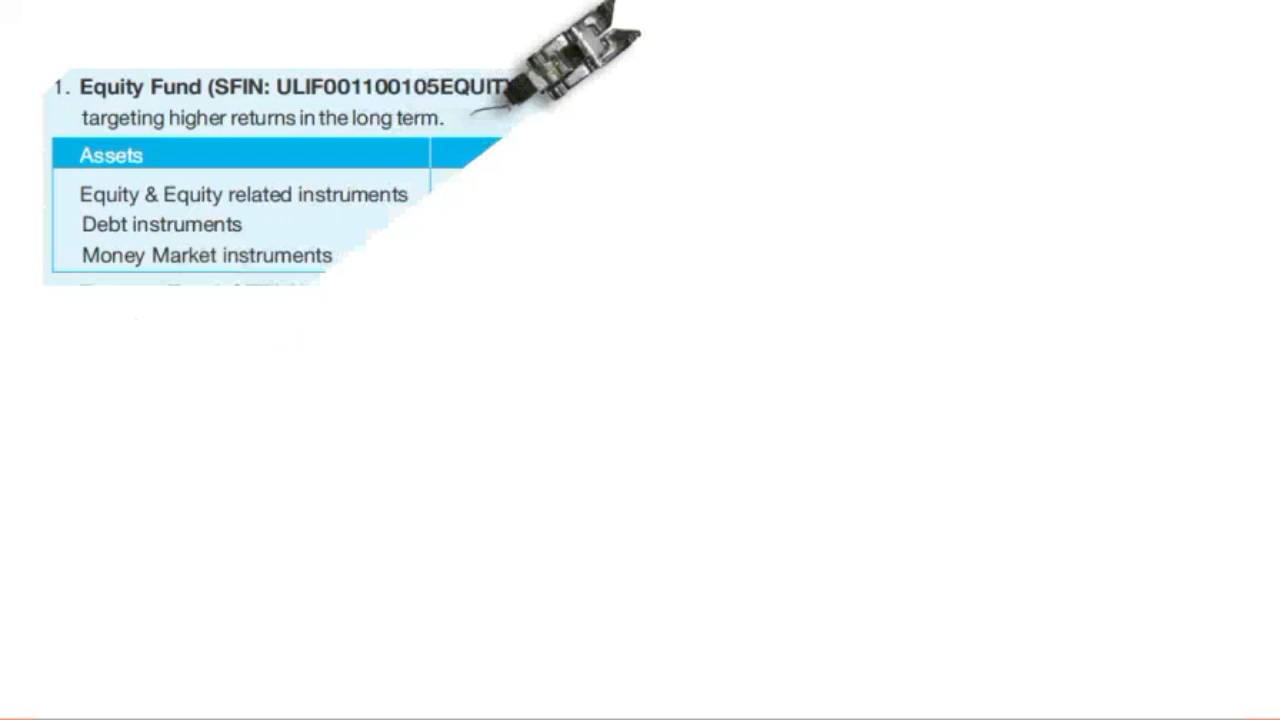 1. Equity Fund (SFIN: ULIF001100105EQUIT
targeting higher returns in the long term.
Assets
Equity & Equity related instruments
Debt instruments
Money Market instruments